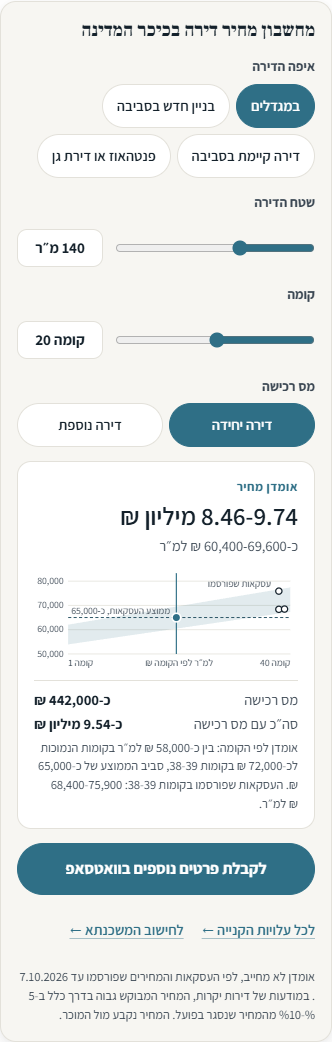 מחשבון מחיר דירה בכיכר המדינה
איפה הדירה
במגדלים
בניין חדש בסביבה
דירה קיימת בסביבה
פנטהאוז או דירת גן
שטח הדירה
140 מ״ר
קומה
קומה 20
מס רכישה
דירה יחידה
דירה נוספת
אומדן מחיר
8.46-9.74 מיליון ₪
כ-60,400-69,600 ₪ למ״ר
עסקאות שפורסמו
80,000
70,000
ממוצע העסקאות, כ-65,000
60,000
50,000
קומה 1
מ״ר לפי הקומה ₪
קומה 40
מס רכישה
כ-442,000 ₪
סה״כ עם מס רכישה
כ-9.54 מיליון ₪
אומדן לפי הקומה: בין כ-58,000 ₪ למ״ר בקומות הנמוכות
לכ-72,000 ₪ בקומות 38-39, סביב הממוצע של כ-65,000
₪. העסקאות שפורסמו בקומות 38-39: 68,400-75,900
₪ למ״ר.
לקבלת פרטים נוספים בוואטסאפ
לכל עלויות הקנייה ←
לחישוב המשכנתא ←
אומדן לא מחייב, לפי העסקאות והמחירים שפורסמו עד 7.10.2026
. במודעות של דירות יקרות, המחיר המבוקש גבוה בדרך כלל ב-5
%-10% מהמחיר שנסגר בפועל. המחיר נקבע מול המוכר.